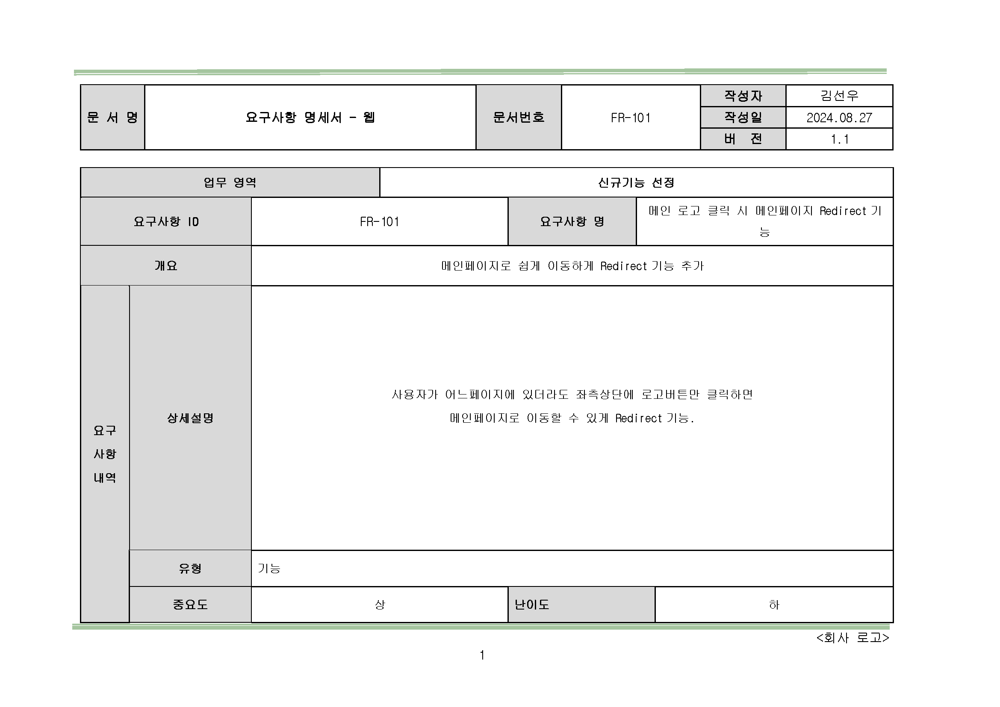 문 서 명
요구사항 명세서 - 웹
문서번호
FR-101
작성자
김선우
작성일
2024.08.27
버 전
1.1
업무 영역
신규기능 선정
요구사항 ID
FR-101
요구사항 명
메인 로고 클릭 시 메인페이지 Redirect 기
능
개요
메인페이지로 쉽게 이동하게 Redirect 기능 추가
요구
사항
내역
상세설명
사용자가 어느페이지에 있더라도 좌측상단에 로고버튼만 클릭하면
메인페이지로 이동할 수 있게 Redirect 기능.
유형
기능
중요도
상
난이도
하
<회사 로고>
1